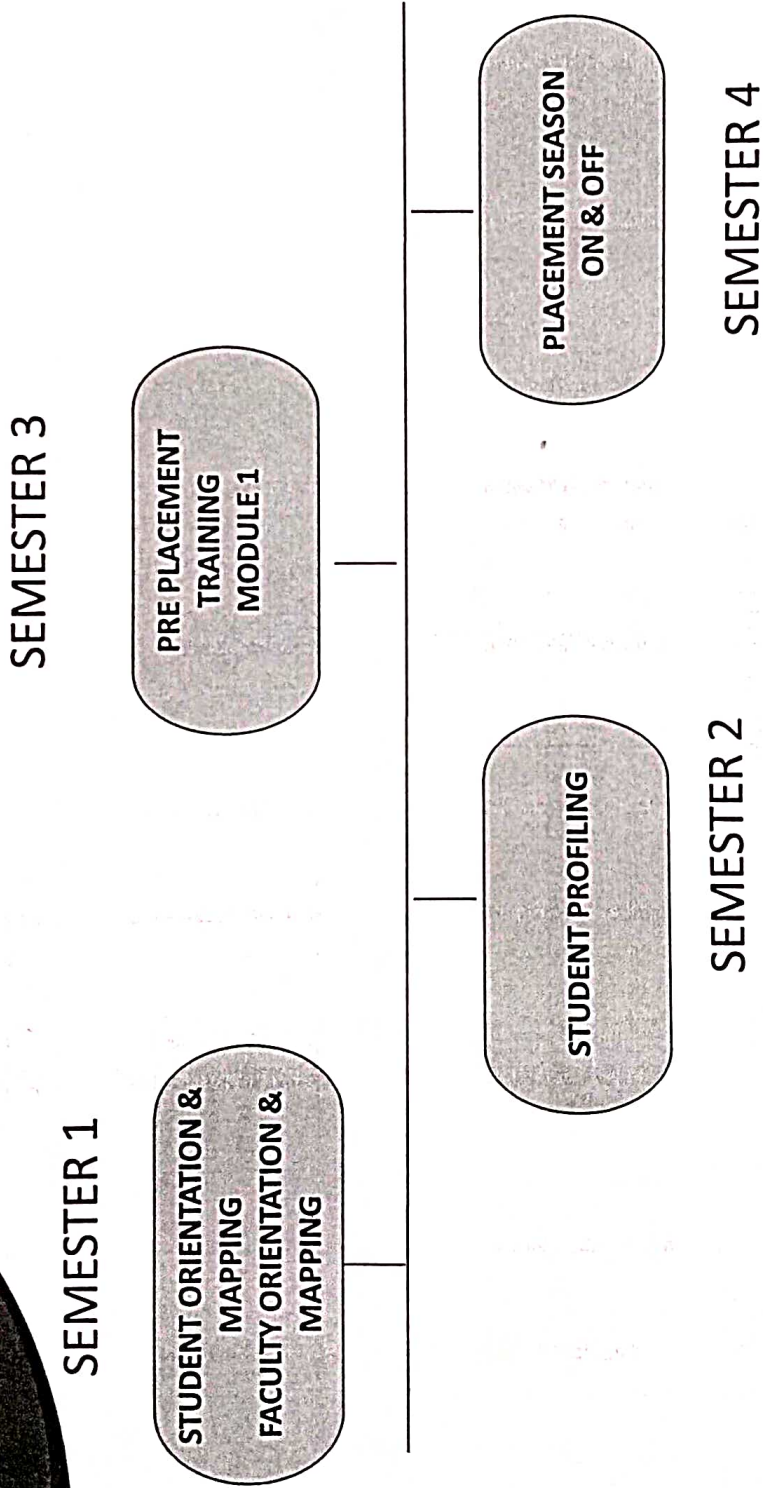 SEMESTER 1
STUDENT ORIENTATION &
MAPPING
FACULTY ORIENTATION &
MAPPING
STUDENT PROFILING
SEMESTER 2
SEMESTER 3
PRE PLACEMENT
TRAINING
MODULE 1
PLACEMENT SEASON
ON & OFF
SEMESTER 4